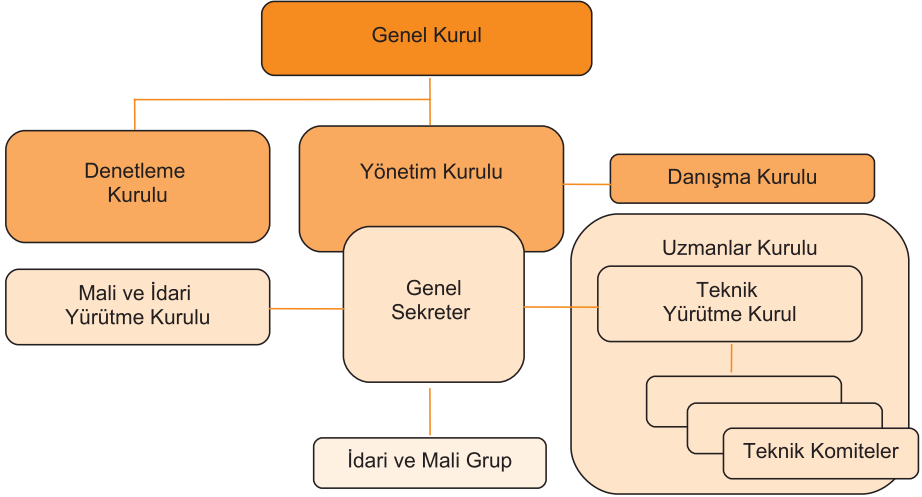 Genel Kurul
Denetleme
Kurulu
Yönetim Kurulu
Danışma Kurulu
Uzmanlar Kurulu
Mali ve İdari
Yürütme Kurulu
Genel
Sekreter
Teknik
Yürütme Kurul
Teknik Komiteler
İdari ve Mali Grup